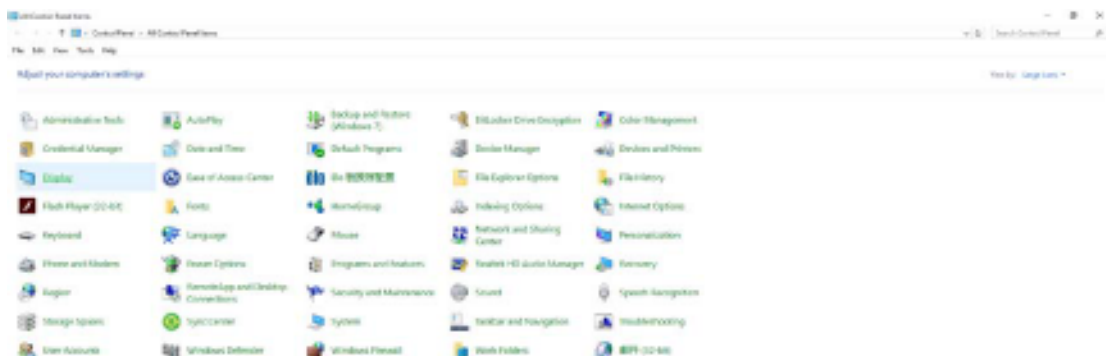 All Control Panel Items
Control Panel > All Control Panel Items
Search Control Panel
File Edit View Tools Help
Adjust your computer's settings
View by: Large icons
Administrative Tools
AutoPlay
Backup and Restore
(Windows 7)
BitLocker Drive Encryption
Color Management
Credential Manager
Date and Time
Default Programs
Device Manager
Devices and Printers
Display
Ease of Access Center
File Explorer Options
File History
Flash Player (32-bit)
Fonts
HomeGroup
Indexing Options
Internet Options
Keyboard
Language
Mouse
Network and Sharing
Center
Personalization
Phone and Modem
Power Options
Programs and Features
Realtek HD Audio Manager
Recovery
Region
RemoteApp and Desktop
Connections
Security and Maintenance
Sound
Speech Recognition
Storage Spaces
Sync Center
System
Taskbar and Navigation
Troubleshooting
User Accounts
Windows Defender
Windows Firewall
Work Folders
邮件 (32-bit)